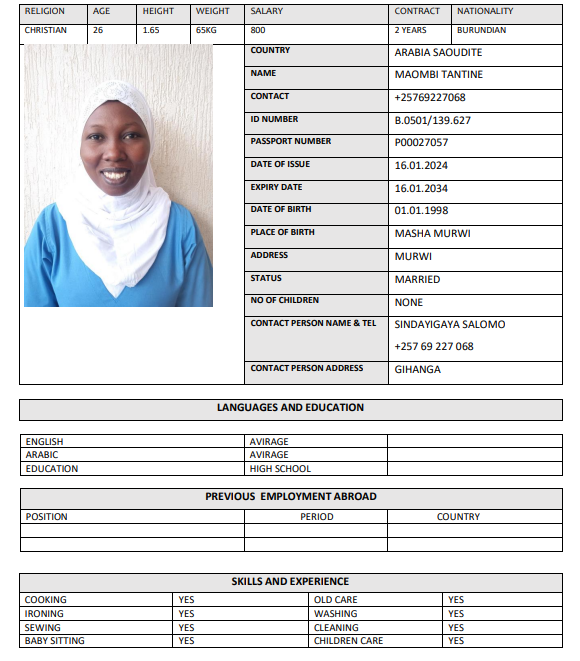 RELIGION AGE HEIGHT WEIGHT SALARY CONTRACT NATIONALITY
CHRISTIAN 26 1.65 65KG 800 2 YEARS BURUNDIAN
COUNTRY ARABIA SAOUDITE
NAME MAOMBI TANTINE
CONTACT +25769227068
ID NUMBER B.0501/139.627
PASSPORT NUMBER P00027057
DATE OF ISSUE 16.01.2024
EXPIRY DATE 16.01.2034
DATE OF BIRTH 01.01.1998
PLACE OF BIRTH MASHA MURWI
ADDRESS MURWI
STATUS MARRIED
NO OF CHILDREN NONE
CONTACT PERSON NAME & TEL SINDAYIGAYA SALOMO
+257 69 227 068
CONTACT PERSON ADDRESS GIHANGA
LANGUAGES AND EDUCATION
ENGLISH AVIRAGE
ARABIC AVIRAGE
EDUCATION HIGH SCHOOL
PREVIOUS EMPLOYMENT ABROAD
POSITION PERIOD COUNTRY
SKILLS AND EXPERIENCE
COOKING YES OLD CARE YES
IRONING YES WASHING YES
SEWING YES CLEANING YES
BABY SITTING YES CHILDREN CARE YES